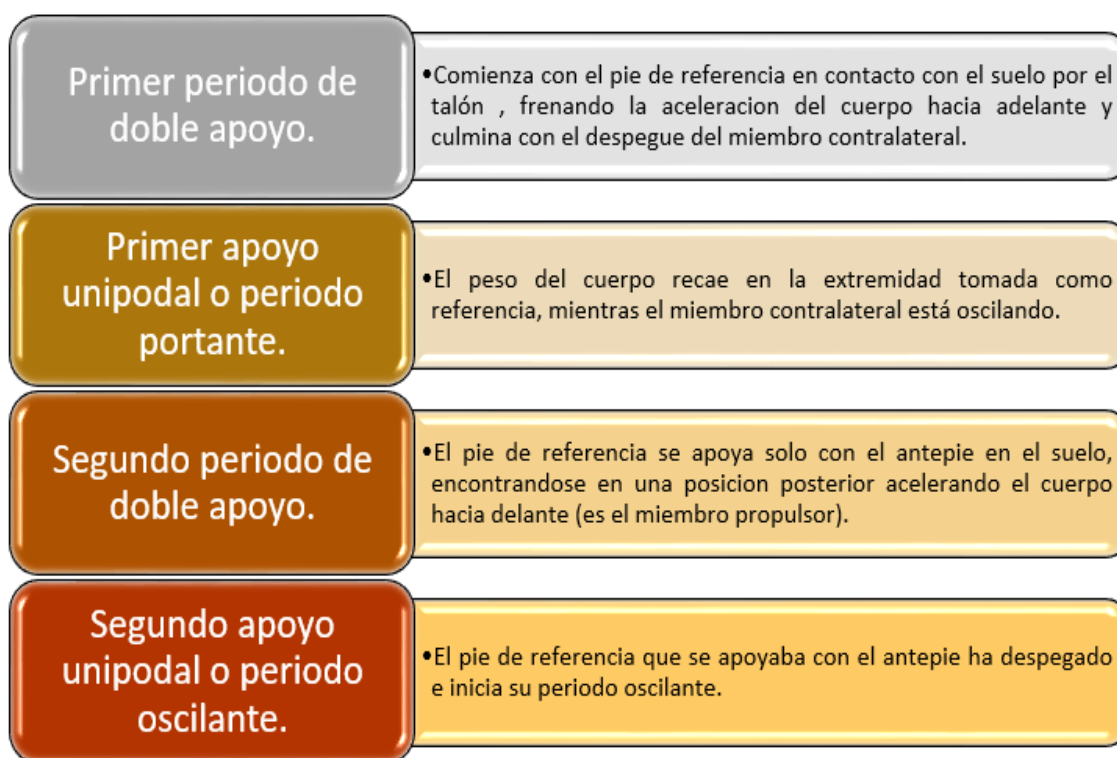 Primer periodo de
doble apoyo.
•Comienza con el pie de referencia en contacto con el suelo por el
talón , frenando la aceleracion del cuerpo hacia adelante y
culmina con el despegue del miembro contralateral.
Primer apoyo
unipodal o periodo
portante.
•El peso del cuerpo recae en la extremidad tomada como
referencia, mientras el miembro contralateral está oscilando.
Segundo periodo de
doble apoyo.
•El pie de referencia se apoya solo con el antepie en el suelo,
encontrandose en una posicion posterior acelerando el cuerpo
hacia delante (es el miembro propulsor).
Segundo apoyo
unipodal o periodo
oscilante.
•El pie de referencia que se apoyaba con el antepie ha despegado
e inicia su periodo oscilante.